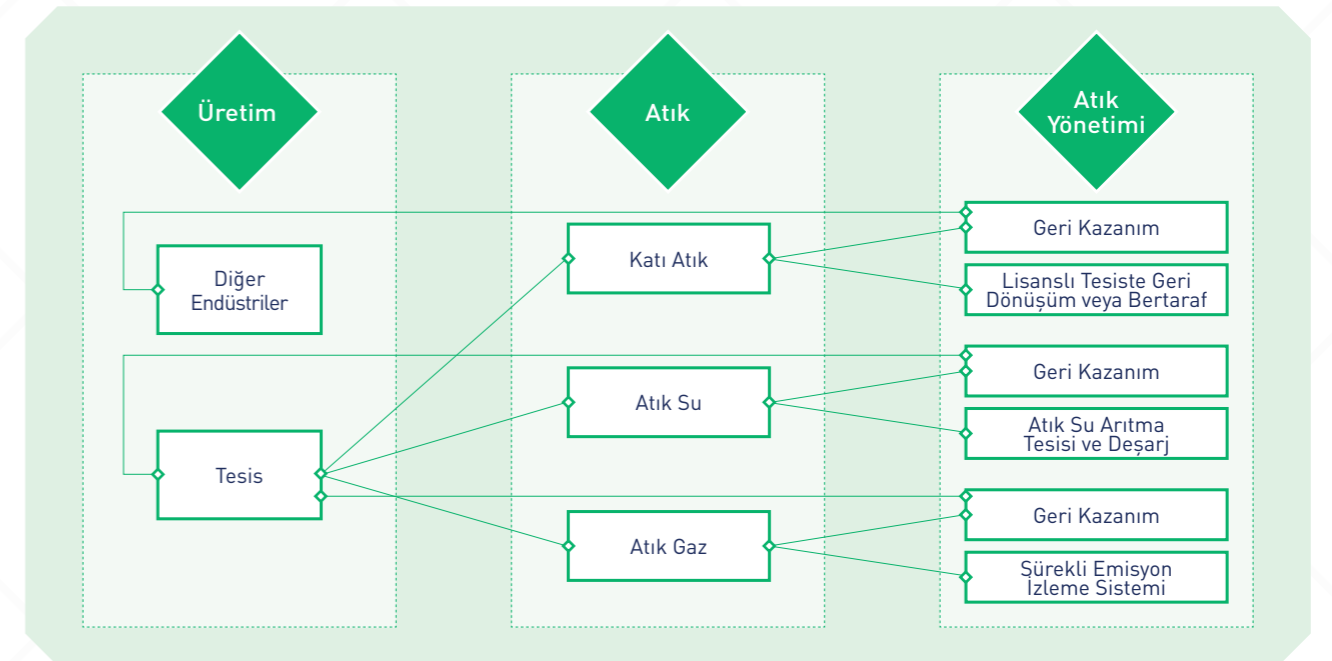 Üretim
Diğer
Endüstriler
Tesis
Atık
Katı Atık
Atık Su
Atık Gaz
Atık
Yönetimi
Geri Kazanım
Lisanslı Tesiste Geri
Dönüşüm veya Bertaraf
Geri Kazanım
Atık Su Arıtma
Tesisi ve Deşarj
Geri Kazanım
Sürekli Emisyon
İzleme Sistemi